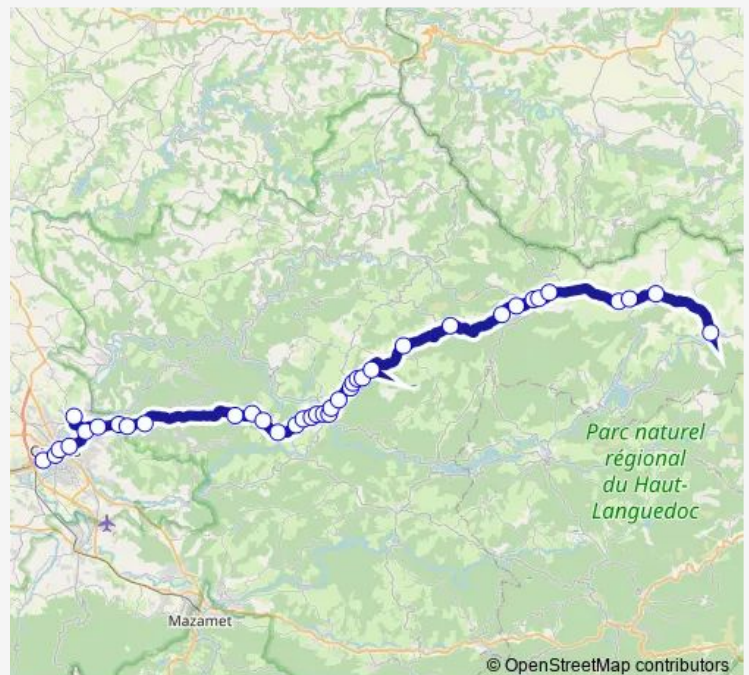 Parc naturel
régional
du Haut-
Languedoc
Mazamet
© OpenStreetMap contributors